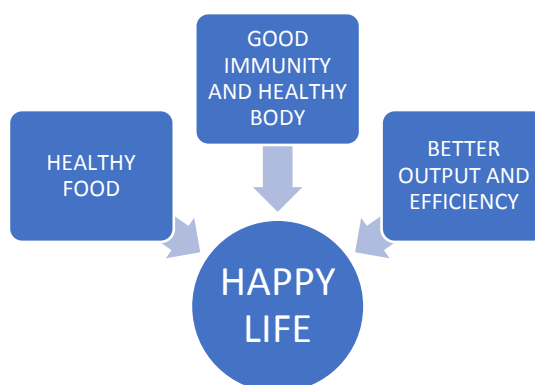 GOOD
IMMUNITY
AND HEALTHY
BODY
HEALTHY
FOOD
BETTER
OUTPUT AND
EFFICIENCY
HAPPY
LIFE